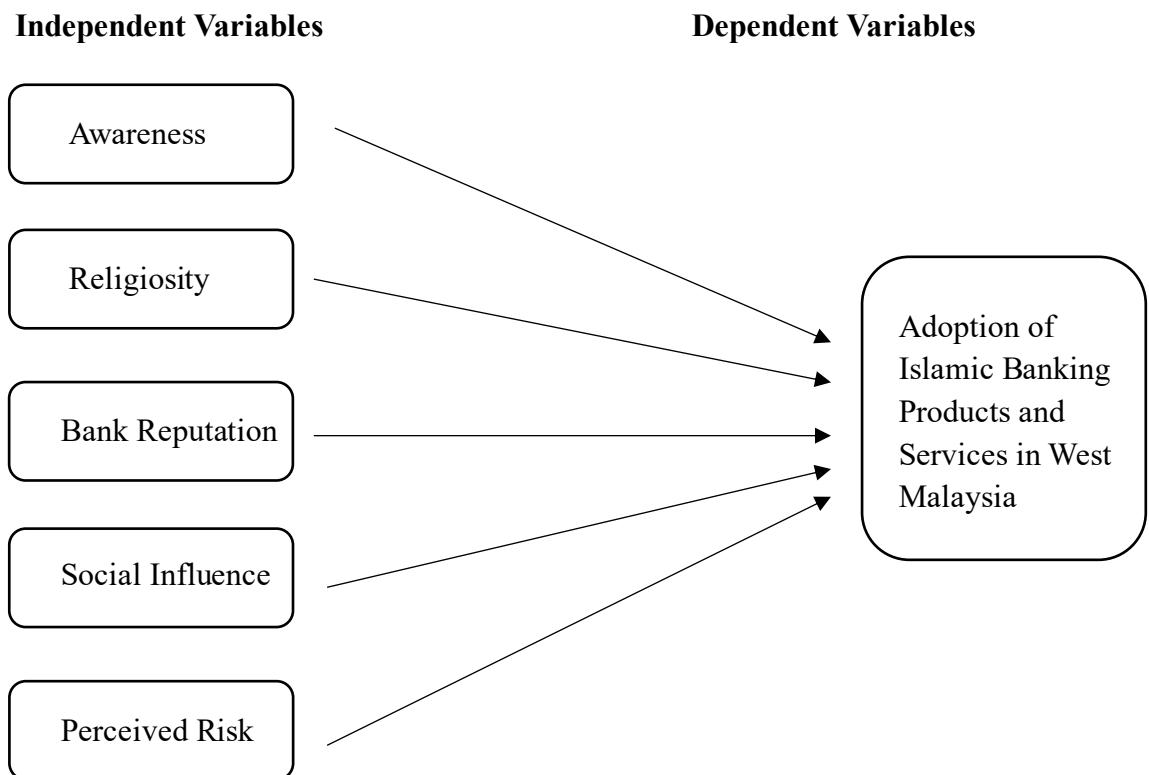 Independent Variables
Dependent Variables
Awareness
Religiosity
Bank Reputation
Social Influence
Perceived Risk
Adoption of
Islamic Banking
Products and
Services in West
Malaysia